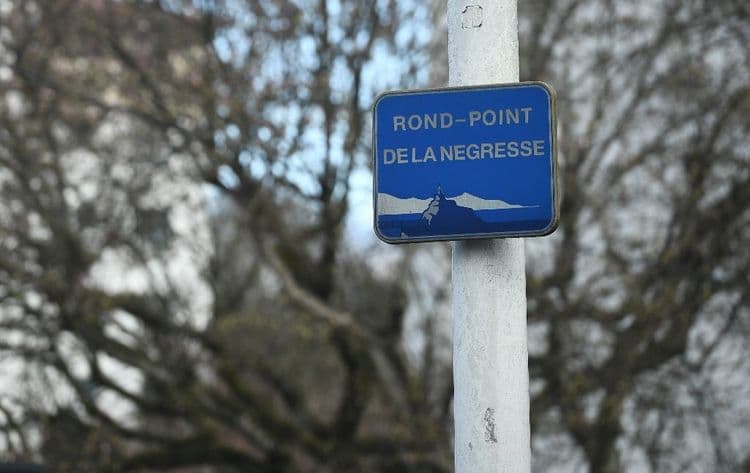 ROND-POINT
DE LA NEGRESSE